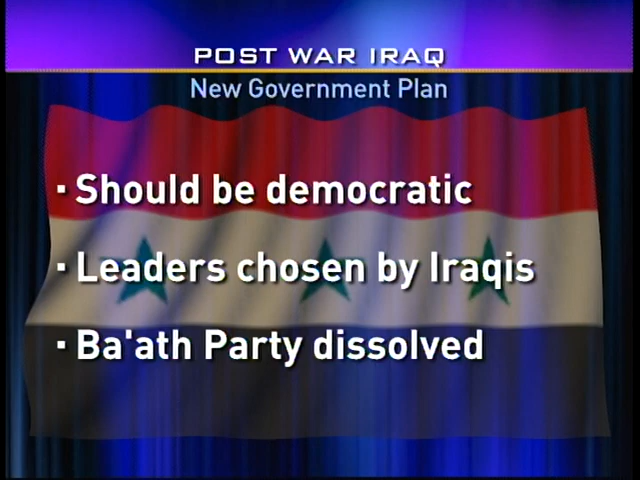 POST WAR IRAQ
New Government Plan
· Should be democratic
· Leaders chosen by Iraqis
· Ba'ath Party dissolved